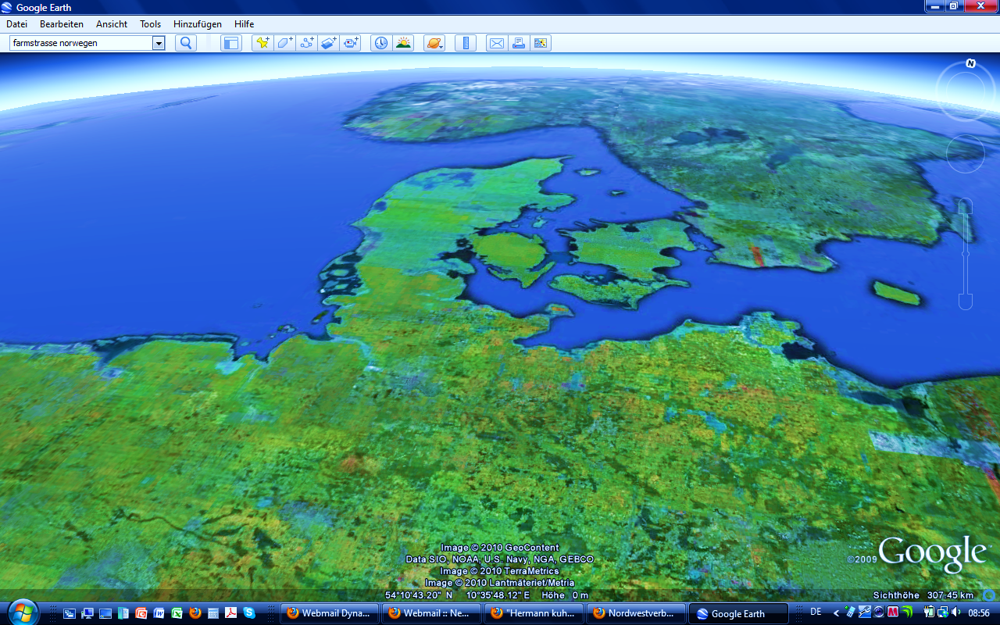 Google Earth
Datei Bearbeiten Ansicht Tools Hinzufügen Hilfe
farmstrasse norwegen
N
Image © 2010 GeoContent
Data SIO, NOAA, U.S. Navy, NGA, GEBCO
Image © 2010 TerraMetrics
Image © 2010 Lantmäteriet/Metria
©2009 Google™
54°10'43.20" N 10°35'48.12" E Höhe 0 m
Sichthöhe 307.45 km
Webmail Dyna... Webmail :: Ne... "Hermann kuh... Nordwestverb... Google Earth DE 08:56